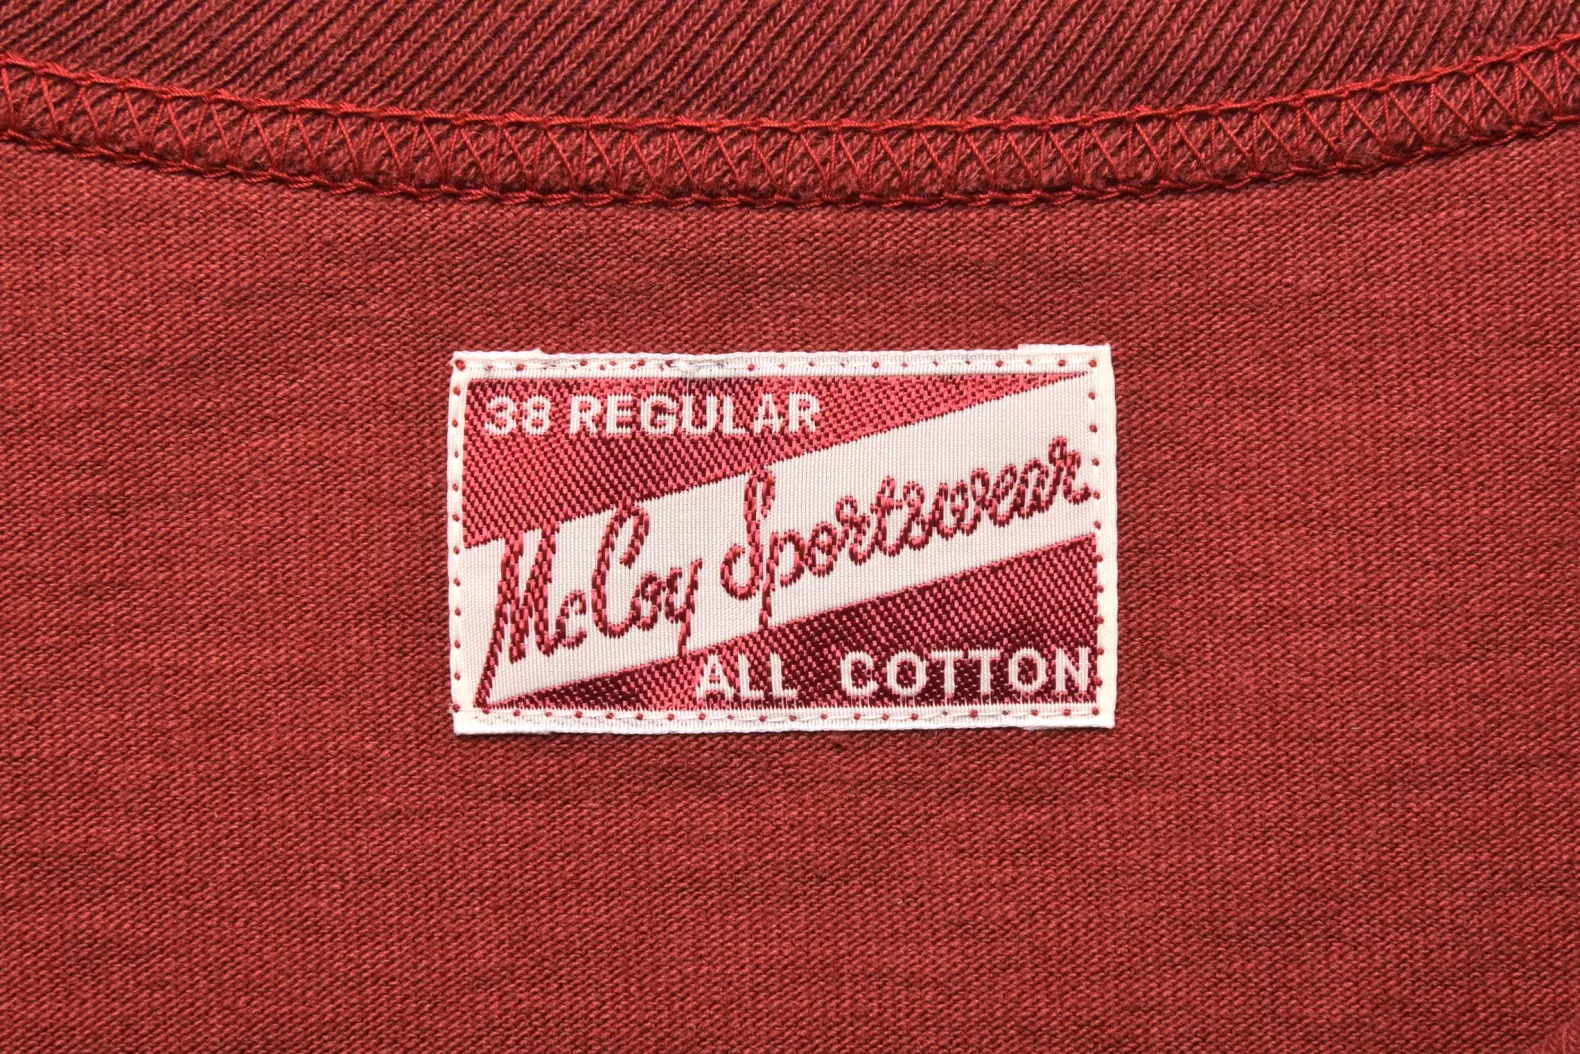 38 REGULAR
McCoy Sportswear
ALL COTTON